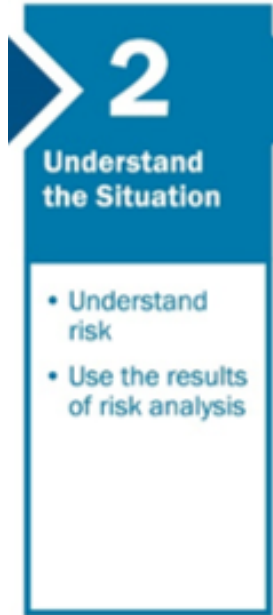 2
Understand
the Situation
• Understand
risk
• Use the results
of risk analysis